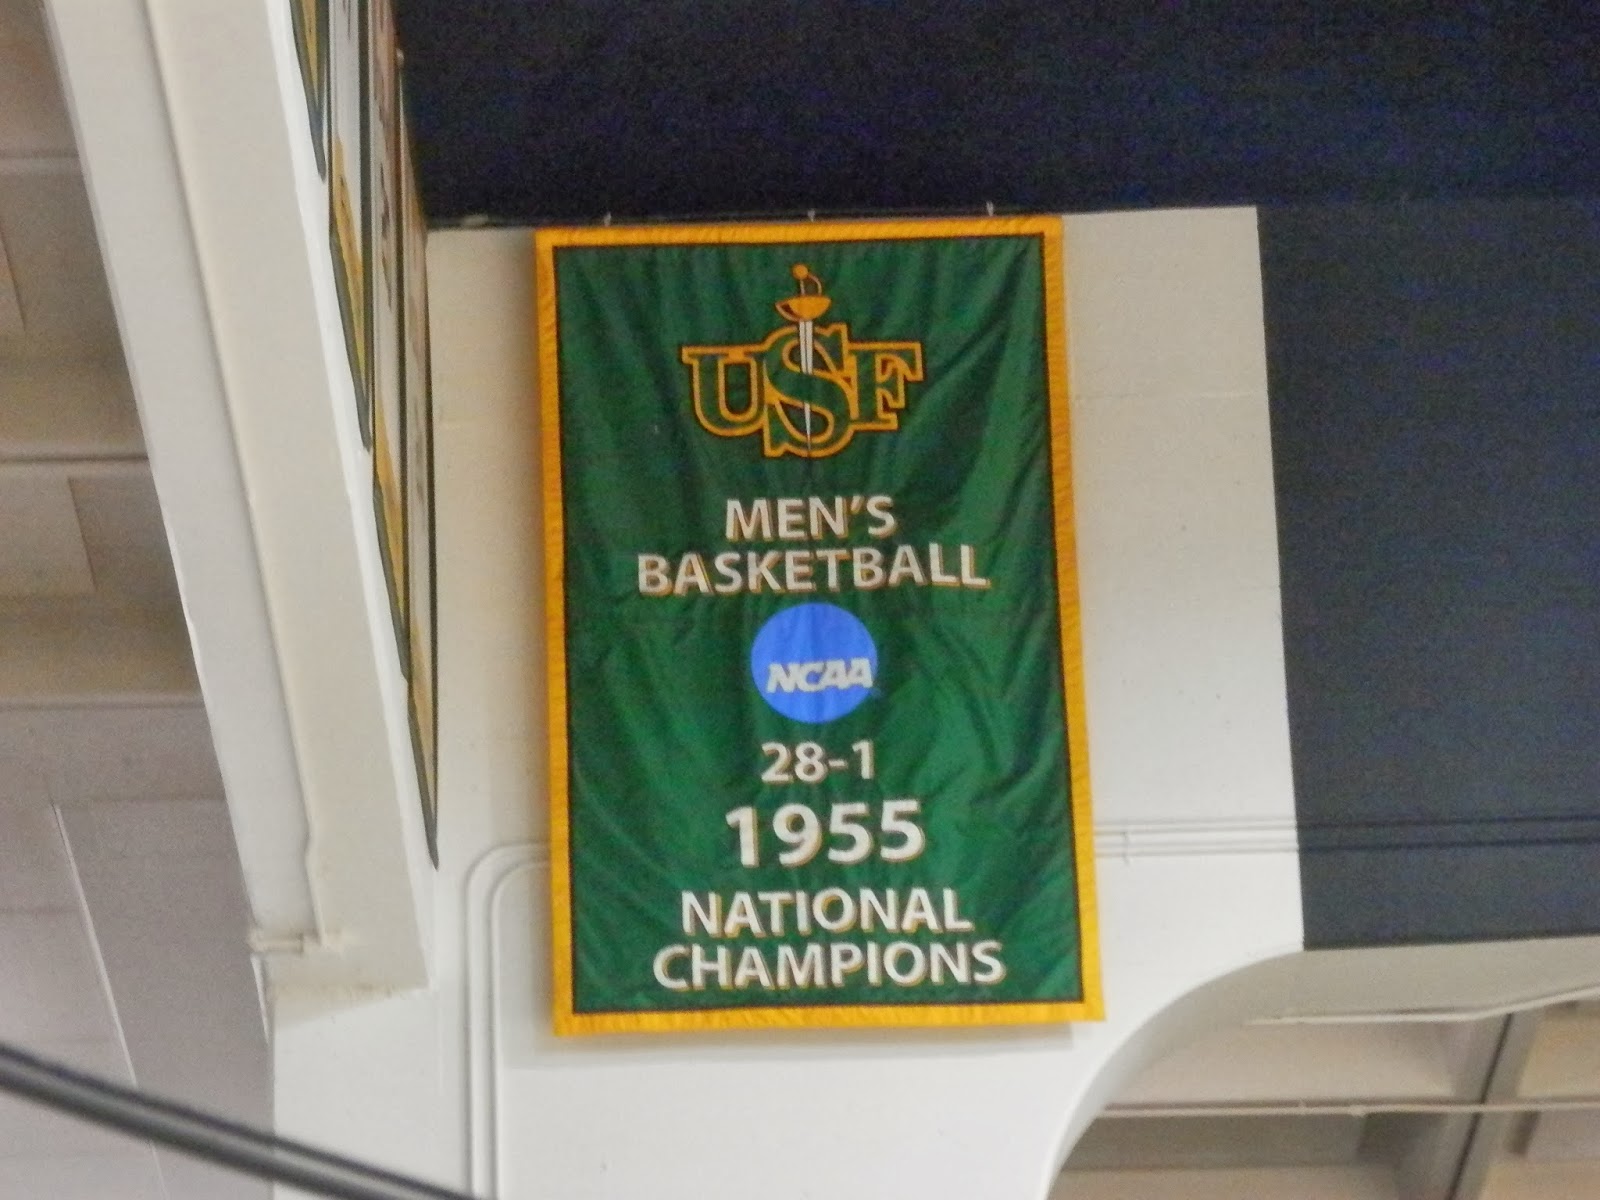 USF
MEN'S
BASKETBALL
NCAA
28-1
1955
NATIONAL
CHAMPIONS